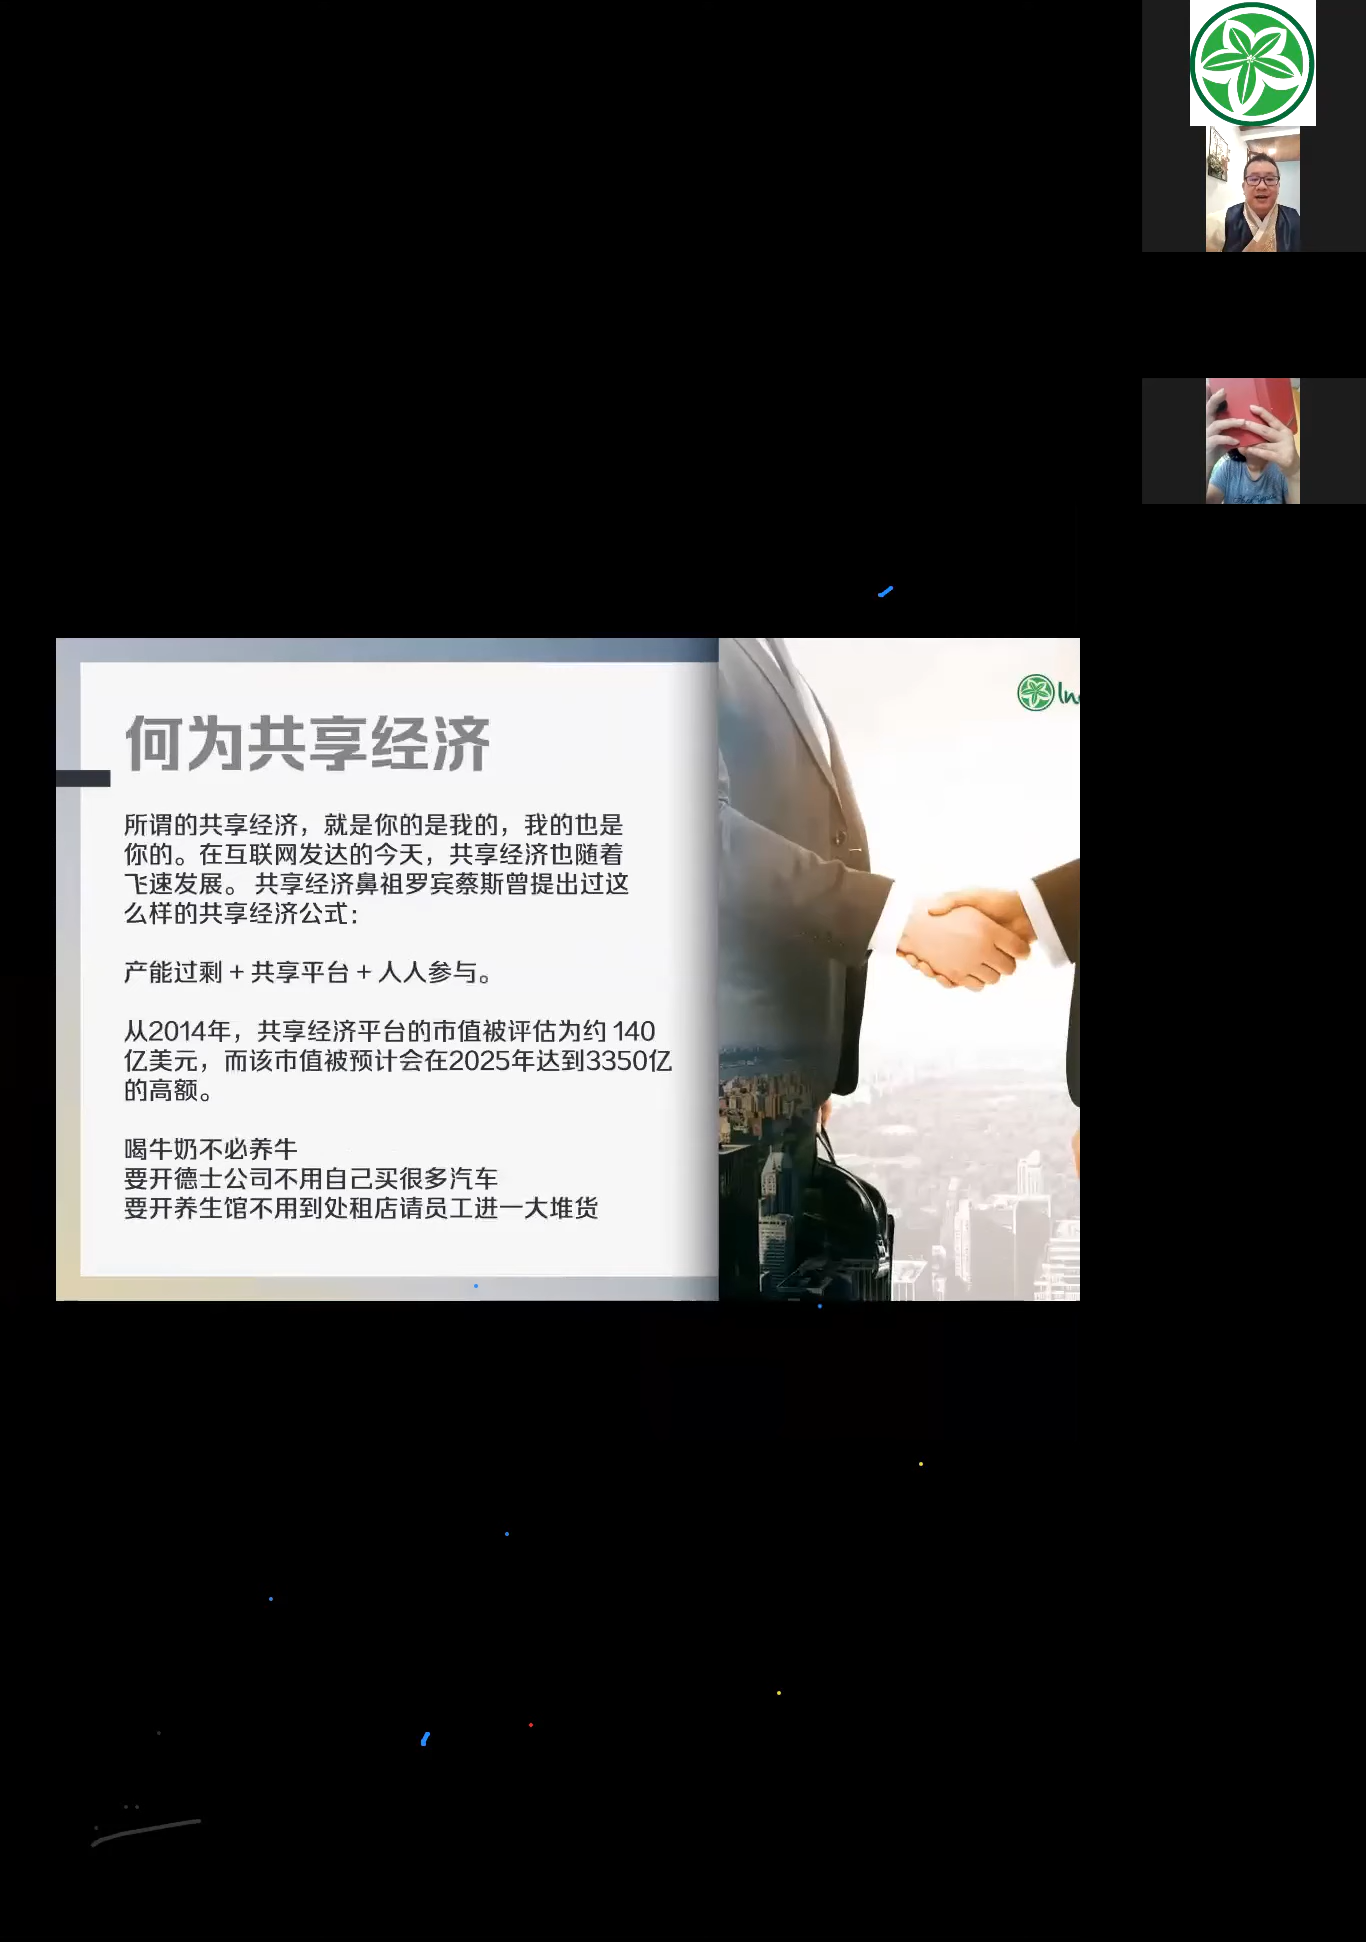 何为共享经济
所谓的共享经济，就是你的是我的，我的也是
你的。在互联网发达的今天，共享经济也随着
飞速发展。 共享经济鼻祖罗宾蔡斯曾提出过这
么样的共享经济公式：
产能过剩 + 共享平台 + 人人参与。
从2014年，共享经济平台的市值被评估为约 140
亿美元，而该市值被预计会在2025年达到3350亿
的高额。
喝牛奶不必养牛
要开德士公司不用自己买很多汽车
要开养生馆不用到处租店请员工进一大堆货